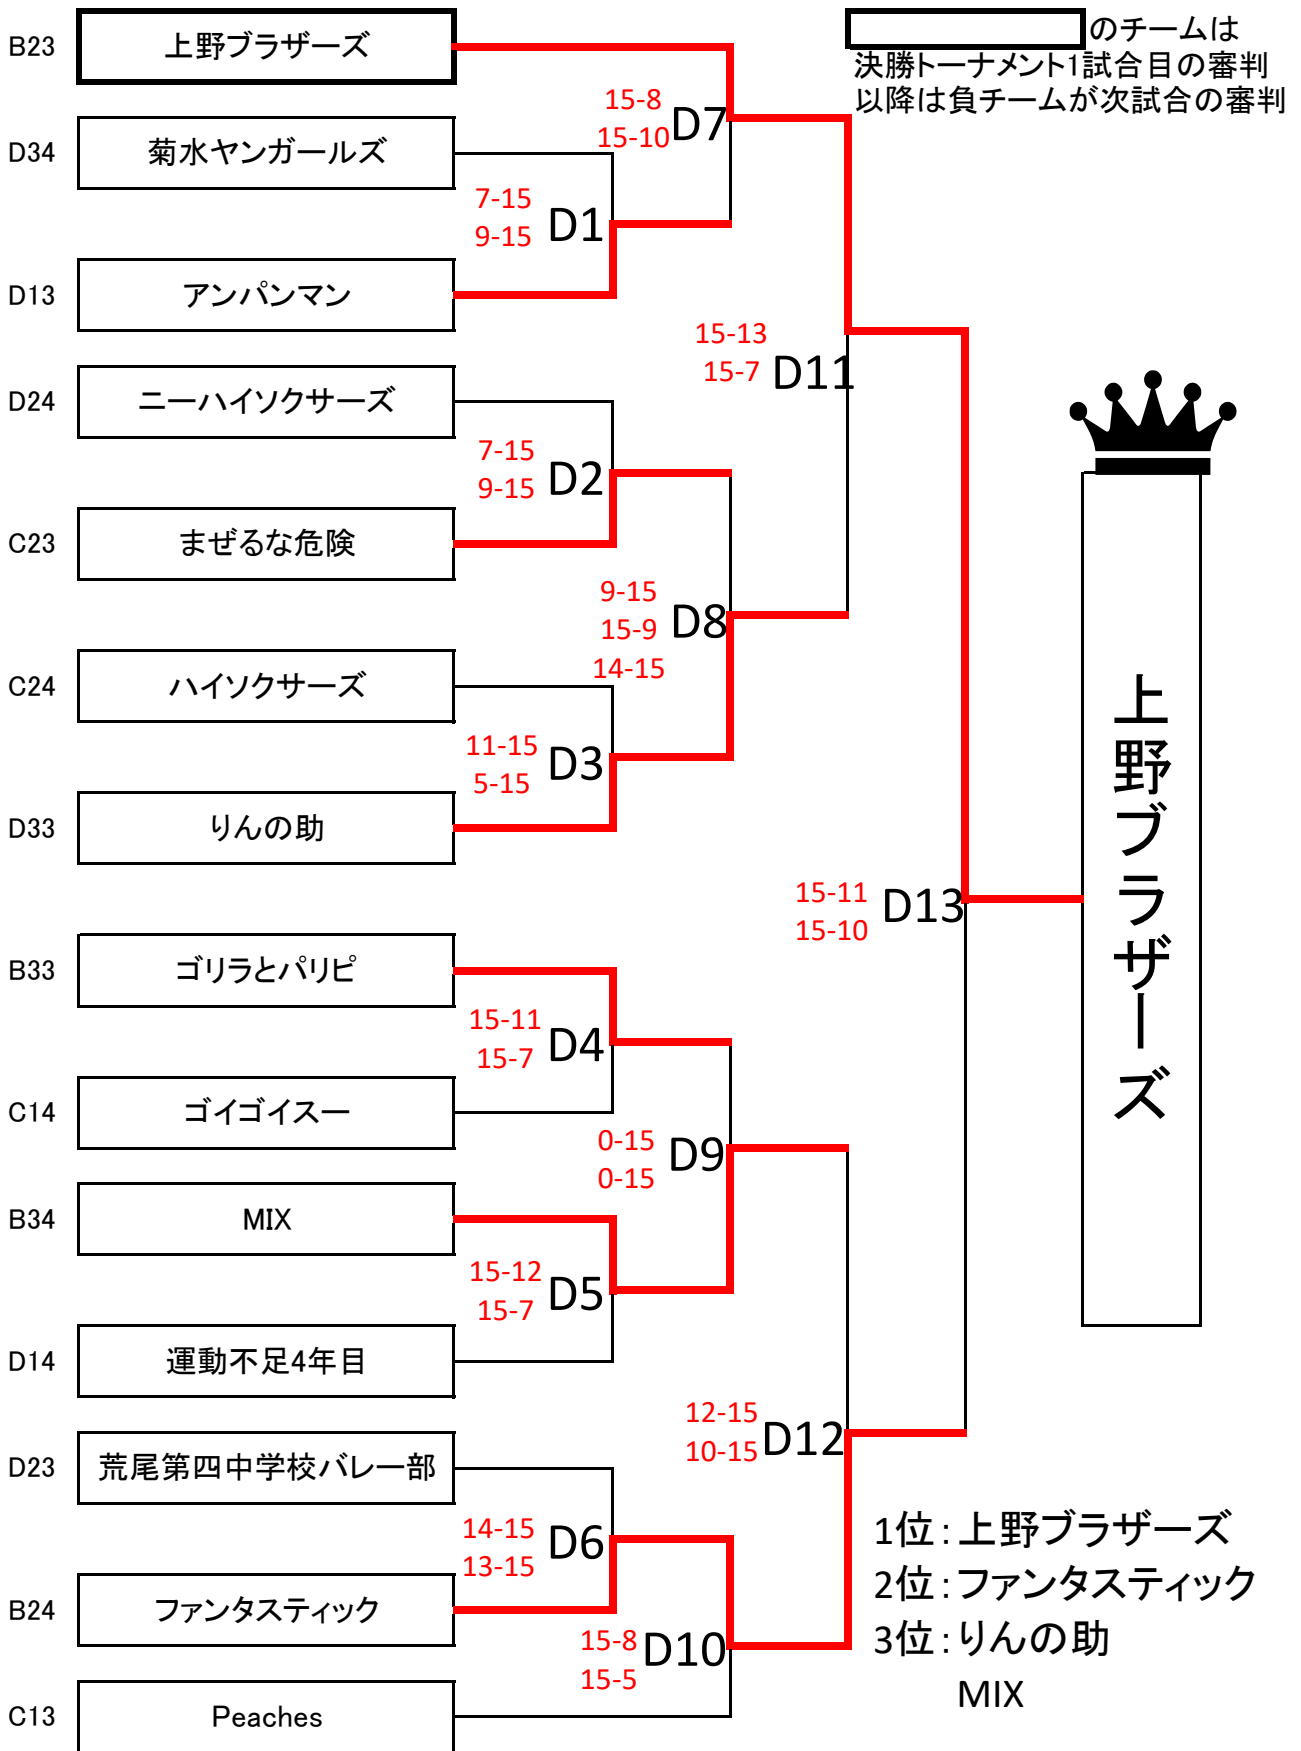 B23 上野ブラザーズ
のチームは
決勝トーナメント1試合目の審判
以降は負チームが次試合の審判
15-8
15-10
D7
D34 菊水ヤンガールズ
7-15
9-15
D1
D13 アンパンマン
15-13
15-7
D11
D24 ニーハイソクサーズ
7-15
9-15
D2
C23 まぜるな危険
9-15
15-9
14-15
D8
C24 ハイソクサーズ
11-15
5-15
D3
D33 りんの助
上野ブラザーズ
15-11
15-10
D13
B33 ゴリラとパリピ
15-11
15-7
D4
C14 ゴイゴイスー
0-15
0-15
D9
B34 MIX
15-12
15-7
D5
D14 運動不足4年目
12-15
10-15
D12
D23 荒尾第四中学校バレー部
14-15
13-15
D6
B24 ファンタスティック
15-8
15-5
D10
C13 Peaches
1位：上野ブラザーズ
2位：ファンタスティック
3位：りんの助
MIX